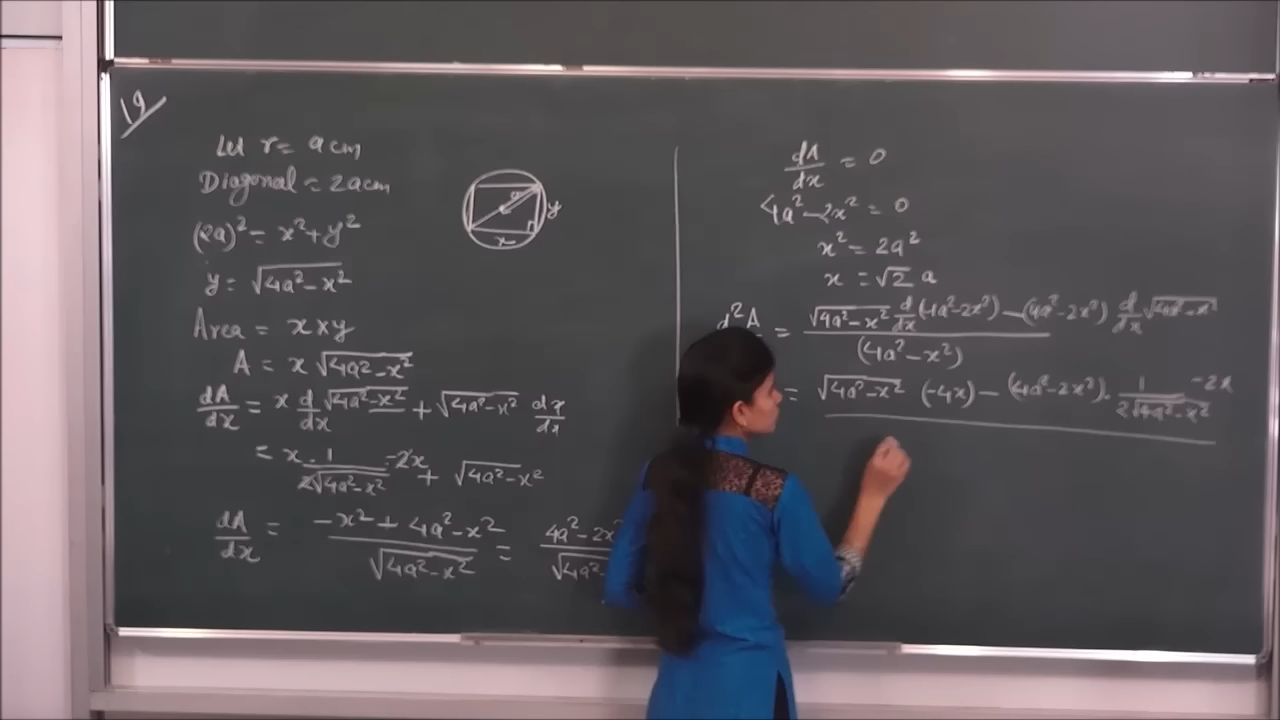 19
Let r = a cm
Diagonal = 2a cm
(2a)² = x² + y²
y = √(4a² - x²)
Area = x × y
A = x √(4a² - x²)
dA/dx = x d/dx √(4a² - x²) + √(4a² - x²) dx/dx
= x · 1/(2√(4a² - x²)) · -2x + √(4a² - x²)
dA/dx = (-x² + 4a² - x²)/√(4a² - x²) = (4a² - 2x²)/√(4a² -
a
y
x
dA/dx = 0
4a² - 2x² = 0
x² = 2a²
x = √2 a
d²A = (√(4a² - x²) d/dx (4a² - 2x²) - (4a² - 2x²) d/dx √(4a² - x²))/(4a² - x²)
= √(4a² - x²) (-4x) - (4a² - 2x²) · 1/(2√(4a² - x²)) -2x